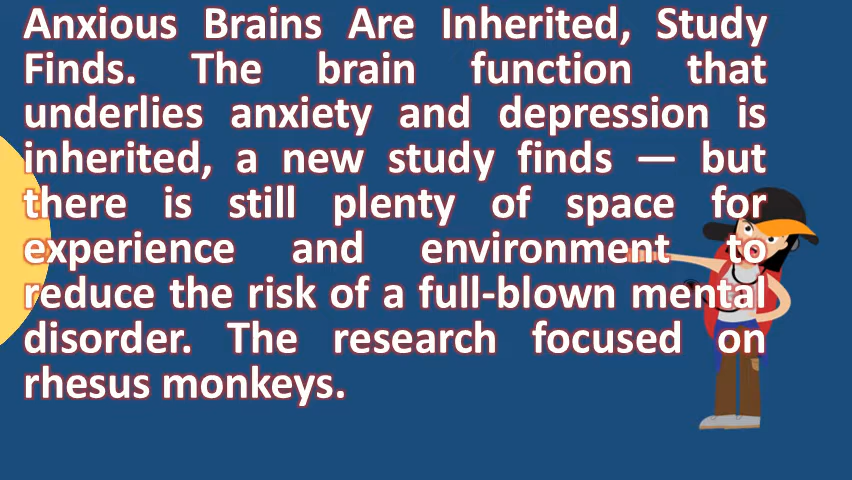 Anxious Brains Are Inherited, Study
Finds. The brain function that
underlies anxiety and depression is
inherited, a new study finds — but
there is still plenty of space for
experience and environment to
reduce the risk of a full-blown mental
disorder. The research focused on
rhesus monkeys.